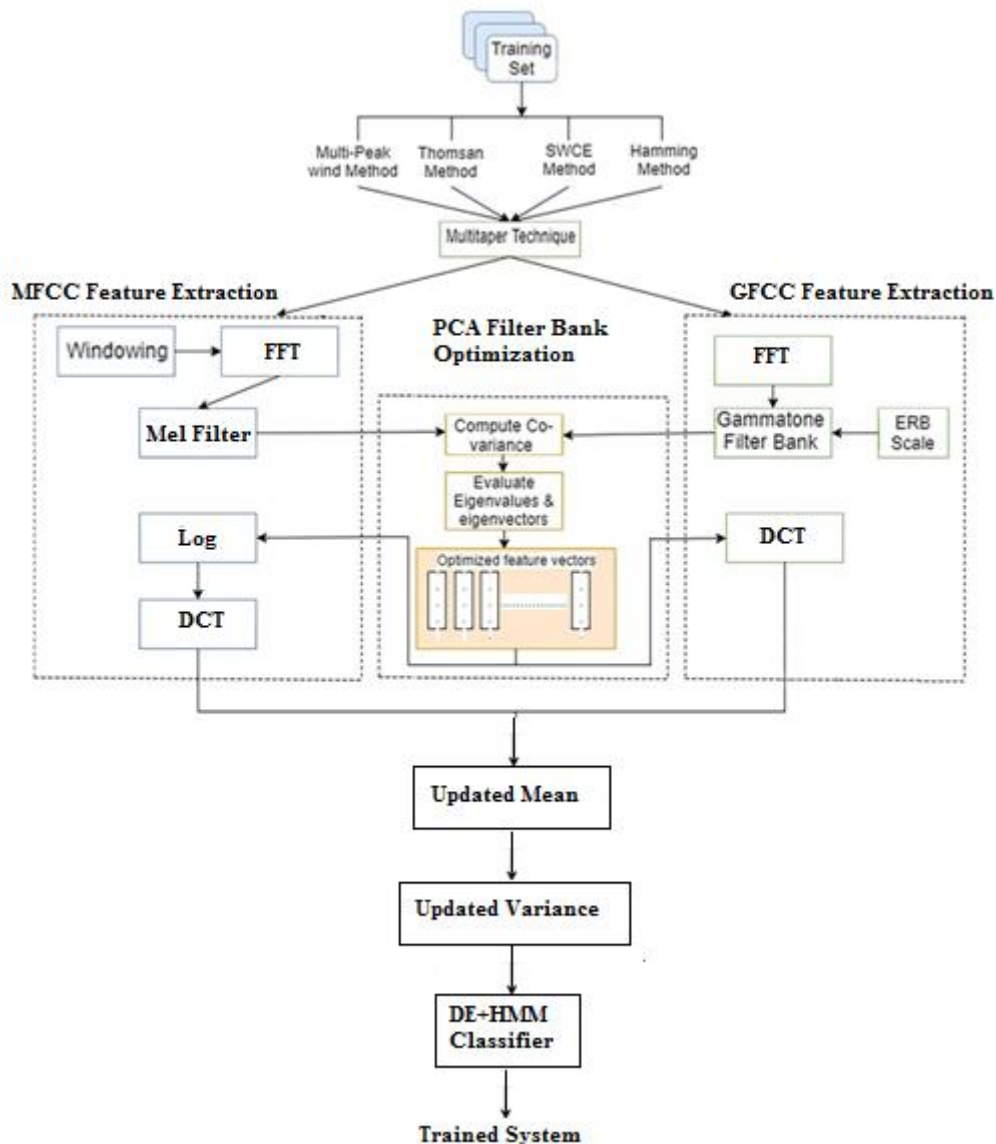 Training
Set
Multi-Peak
wind Method
Thomsan
Method
SWCE
Method
Hamming
Method
Multitaper Technique
MFCC Feature Extraction
GFCC Feature Extraction
PCA Filter Bank
Optimization
Windowing
FFT
FFT
Mel Filter
Compute Co-
variance
Gammatone
Filter Bank
ERB
Scale
Evaluate
Eigenvalues &
eigenvectors
Log
DCT
Optimized feature vectors
DCT
Updated Mean
Updated Variance
DE+HMM
Classifier
Trained System